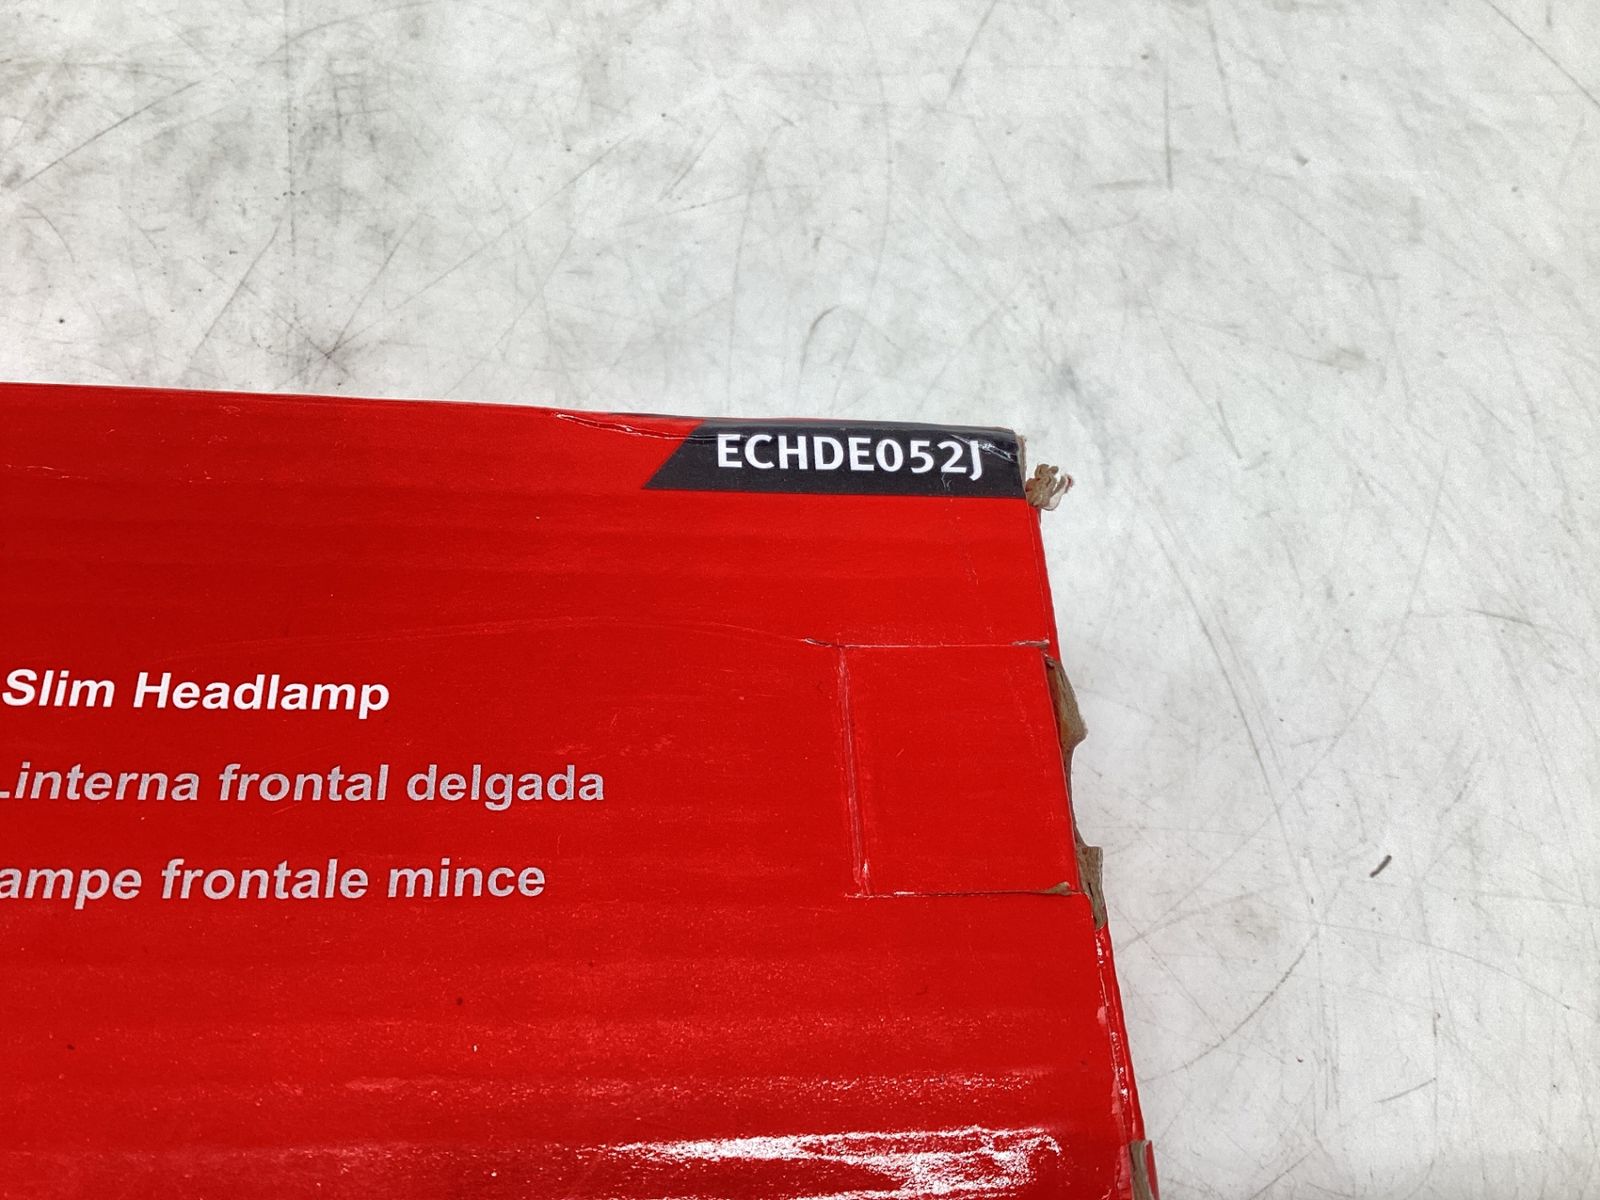 ECHDE052J
Slim Headlamp
Linterna frontal delgada
ampe frontale mince